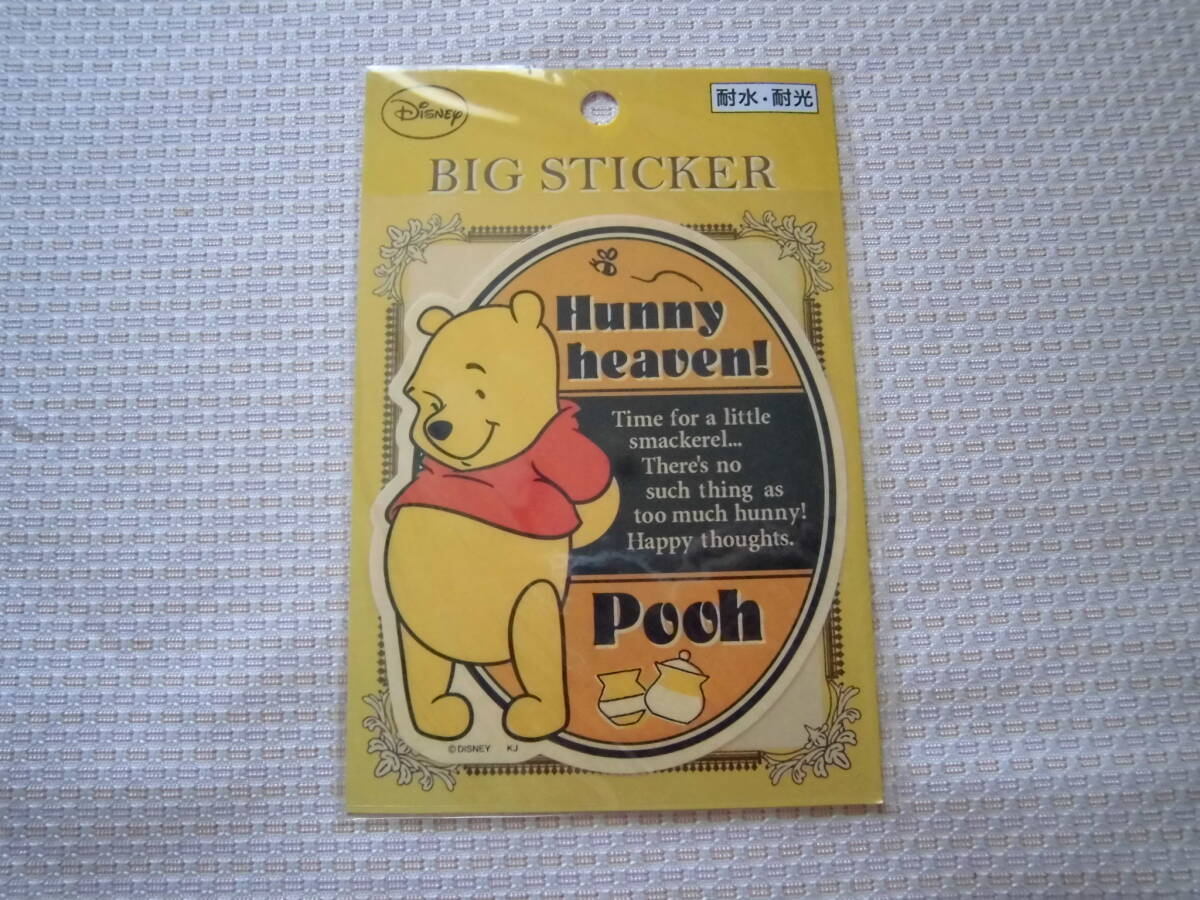 Disney
耐水・耐光
BIG STICKER
Hunny
heaven!
Time for a little
smackerel...
There's no
such thing as
too much hunny!
Happy thoughts.
Pooh
©DISNEY KJ